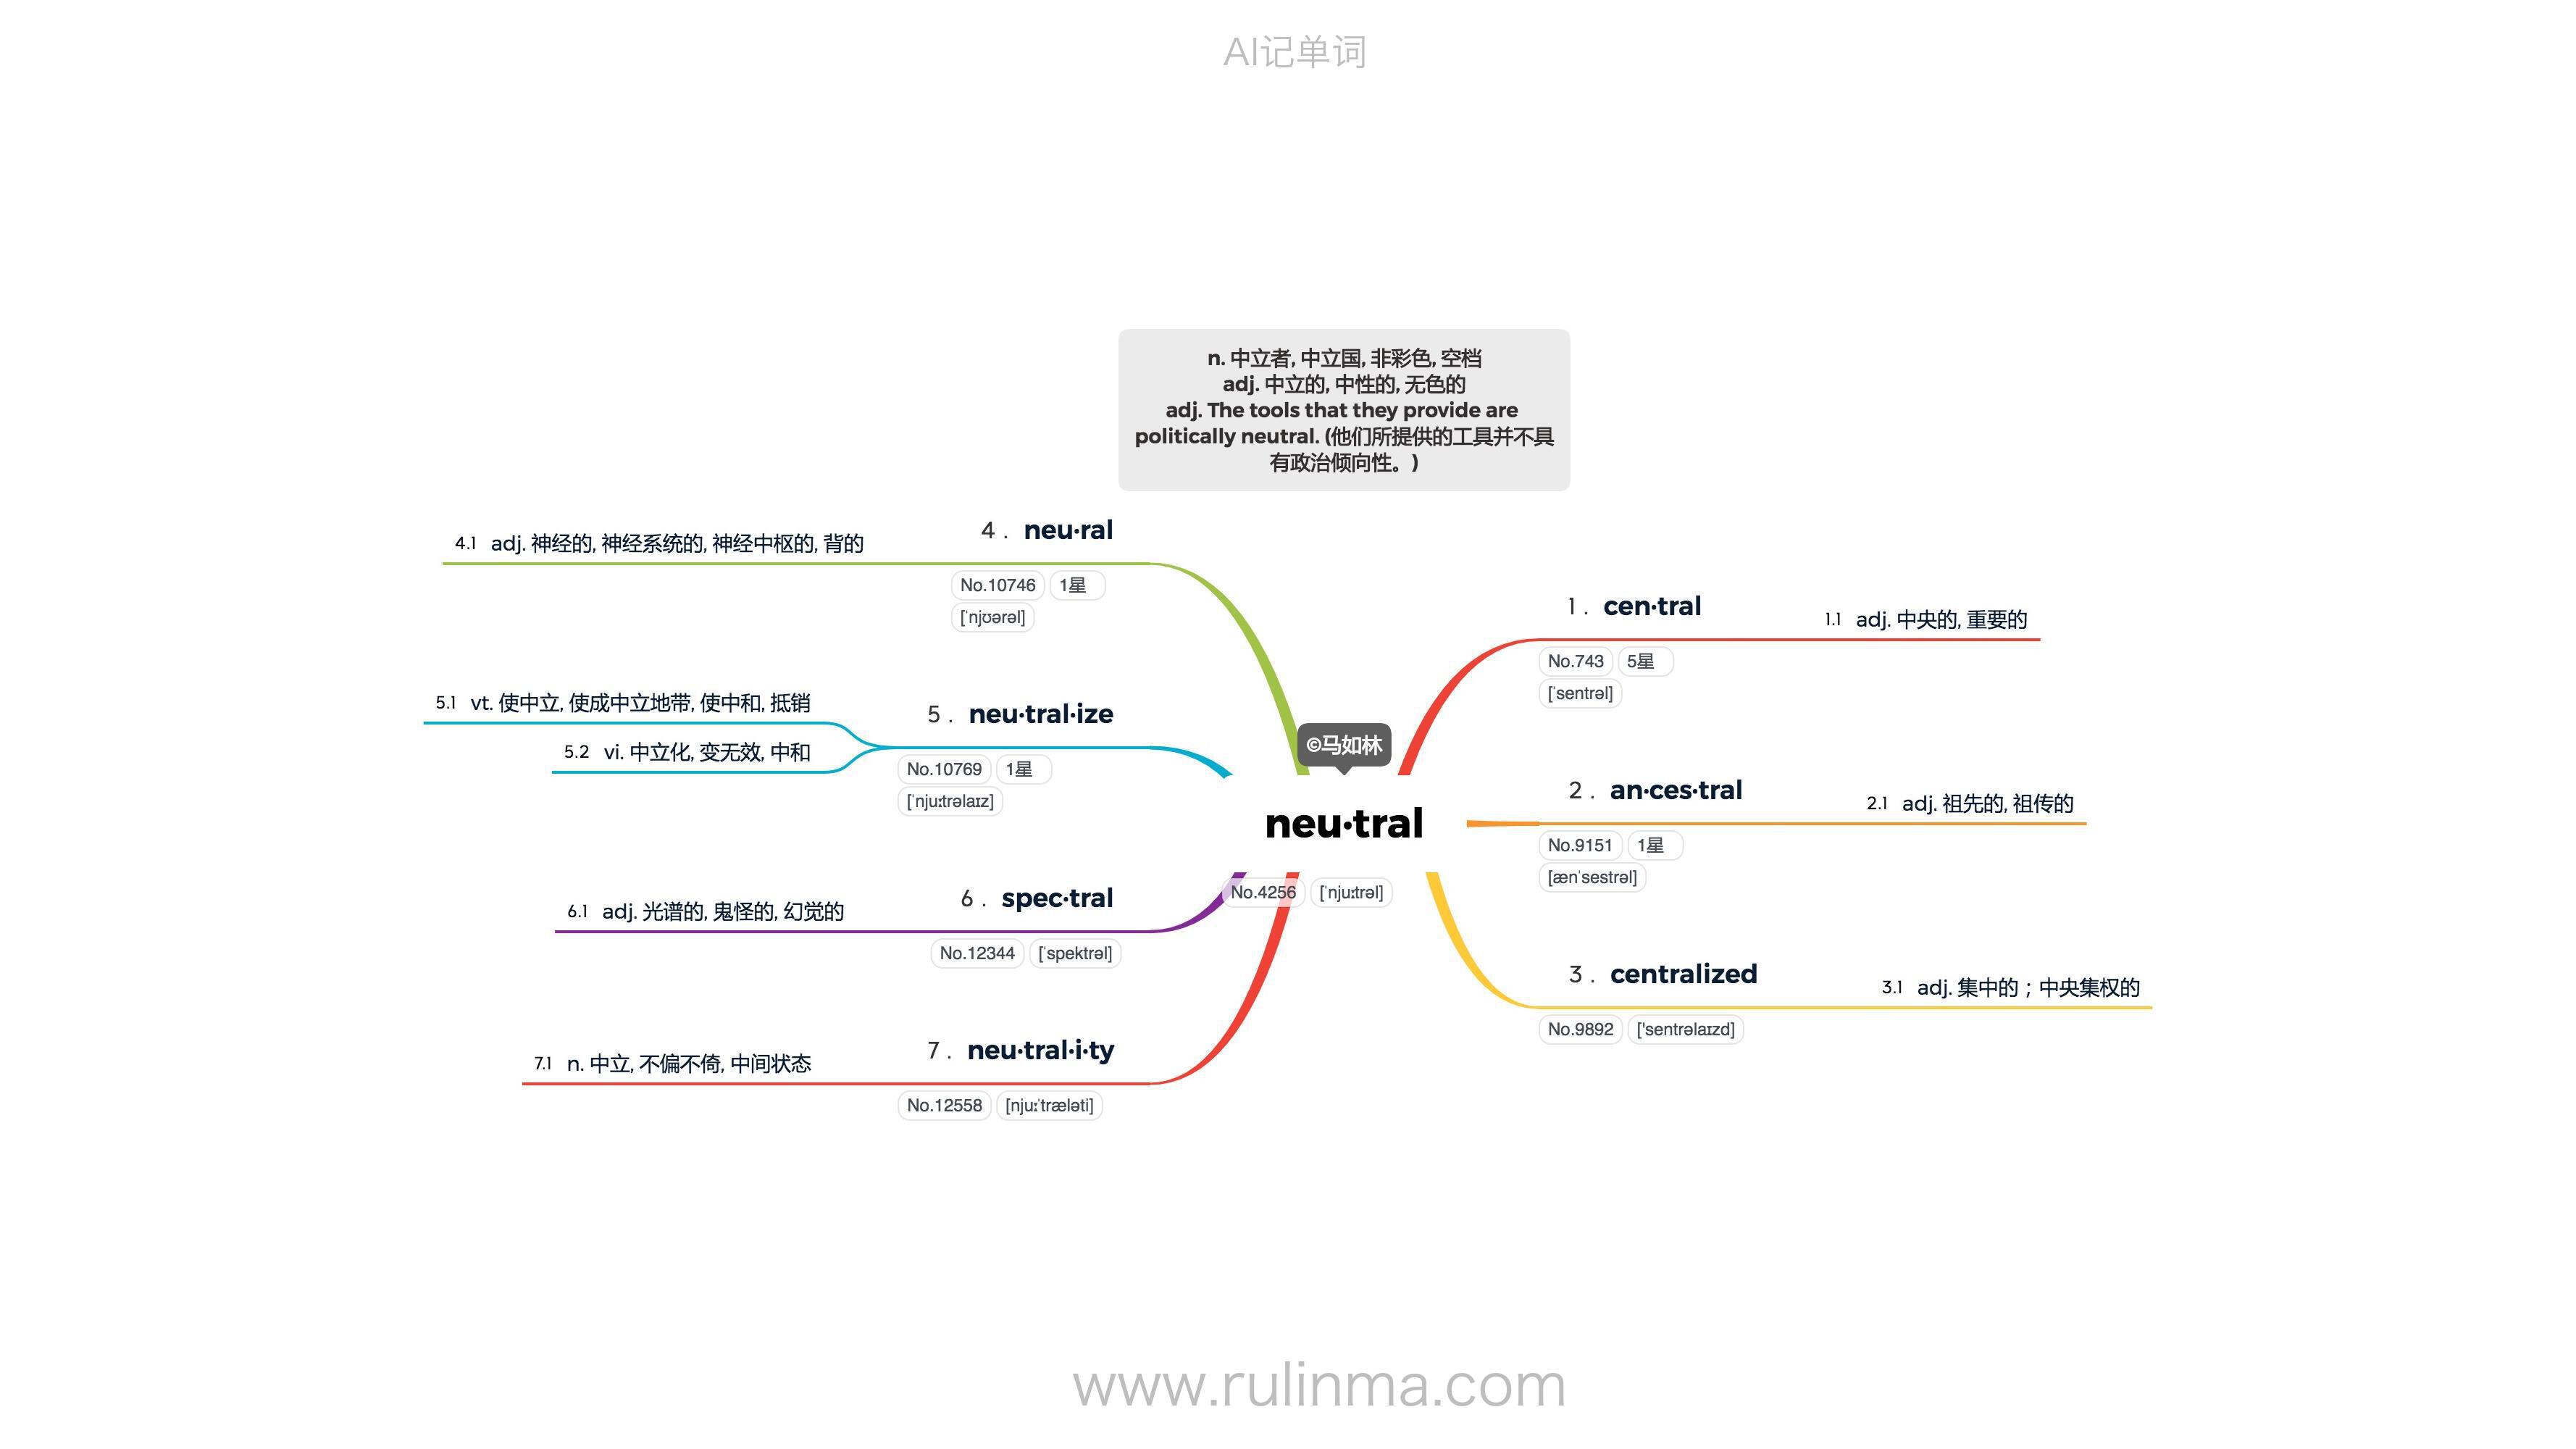 AI记单词
n. 中立者, 中立国, 非彩色, 空档
adj. 中立的, 中性的, 无色的
adj. The tools that they provide are
politically neutral. (他们所提供的工具并不具
有政治倾向性。)
©马如林
neu·tral
No.4256 [ˈnjuːtrəl]
1 . cen·tral
No.743 5星
[ˈsentrəl]
1.1 adj. 中央的, 重要的
2 . an·ces·tral
No.9151 1星
[ænˈsestrəl]
2.1 adj. 祖先的, 祖传的
3 . centralized
No.9892 ['sentrəlaɪzd]
3.1 adj. 集中的；中央集权的
4 . neu·ral
No.10746 1星
[ˈnjʊərəl]
4.1 adj. 神经的, 神经系统的, 神经中枢的, 背的
5 . neu·tral·ize
No.10769 1星
[ˈnjuːtrəlaɪz]
5.1 vt. 使中立, 使成中立地带, 使中和, 抵销
5.2 vi. 中立化, 变无效, 中和
6 . spec·tral
No.12344 [ˈspektrəl]
6.1 adj. 光谱的, 鬼怪的, 幻觉的
7 . neu·tral·i·ty
No.12558 [njuːˈtræləti]
7.1 n. 中立, 不偏不倚, 中间状态
www.rulinma.com